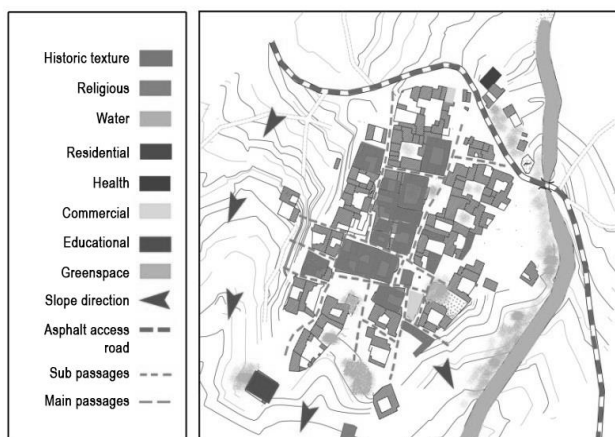 Historic texture
Religious
Water
Residential
Health
Commercial
Educational
Greenspace
Slope direction
Asphalt access
road
Sub passages
Main passages